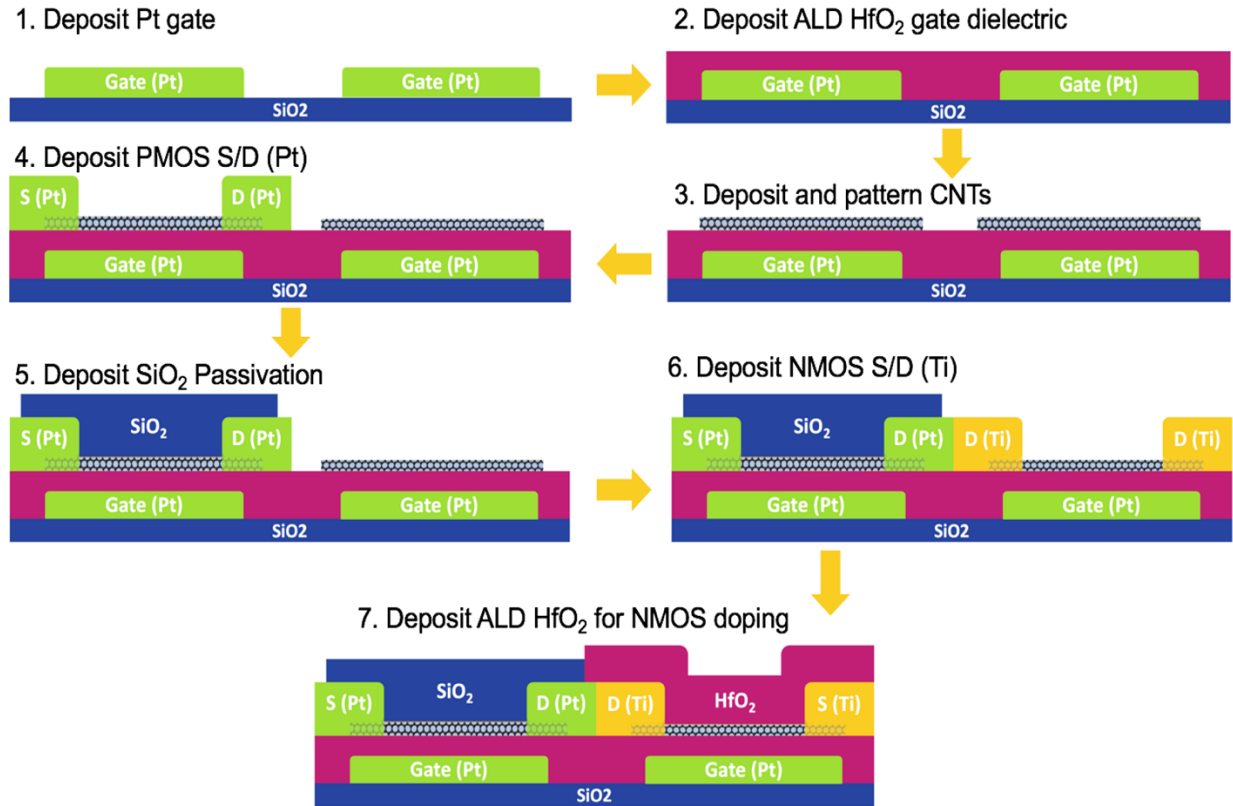 1. Deposit Pt gate
Gate (Pt)
Gate (Pt)
SiO2
2. Deposit ALD HfO₂ gate dielectric
Gate (Pt)
Gate (Pt)
SiO2
3. Deposit and pattern CNTs
Gate (Pt)
Gate (Pt)
SiO2
4. Deposit PMOS S/D (Pt)
S (Pt)
D (Pt)
Gate (Pt)
Gate (Pt)
SiO2
5. Deposit SiO₂ Passivation
SiO₂
S (Pt)
D (Pt)
Gate (Pt)
Gate (Pt)
SiO2
6. Deposit NMOS S/D (Ti)
SiO₂
S (Pt)
D (Pt)
D (Ti)
D (Ti)
Gate (Pt)
Gate (Pt)
SiO2
7. Deposit ALD HfO₂ for NMOS doping
SiO₂
S (Pt)
D (Pt)
D (Ti)
HfO₂
S (Ti)
Gate (Pt)
Gate (Pt)
SiO2